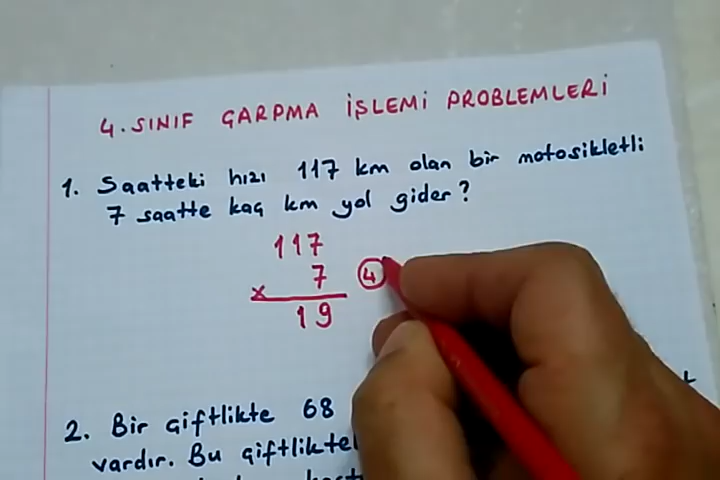 4. SINIF ÇARPMA İŞLEMİ PROBLEMLERİ
1. Saatteki hızı 117 km olan bir motosikletli
7 saatte kaç km yol gider?
117
7 4
x
19
2. Bir çiftlikte 68
vardır. Bu çiftliktei